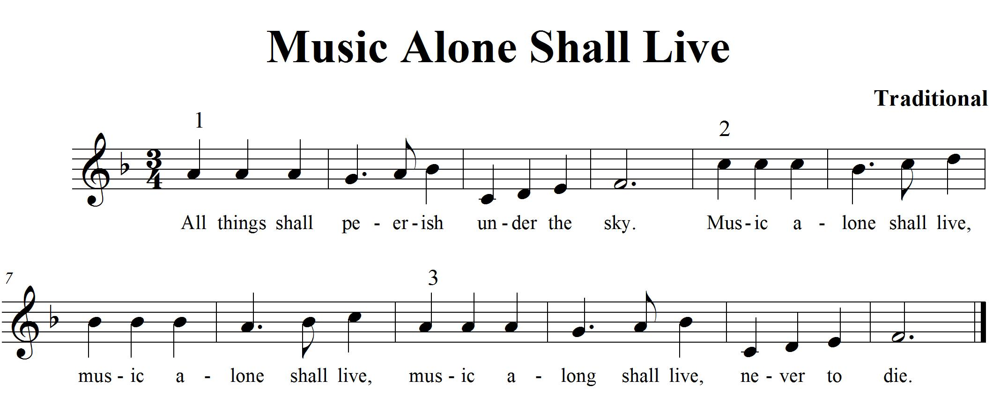 Music Alone Shall Live
Traditional
1 2
3 4
All things shall pe - er - ish un - der the sky. Mus - ic a - lone shall live,
7
3
mus - ic a - lone shall live, mus - ic a - long shall live, ne - ver to die.